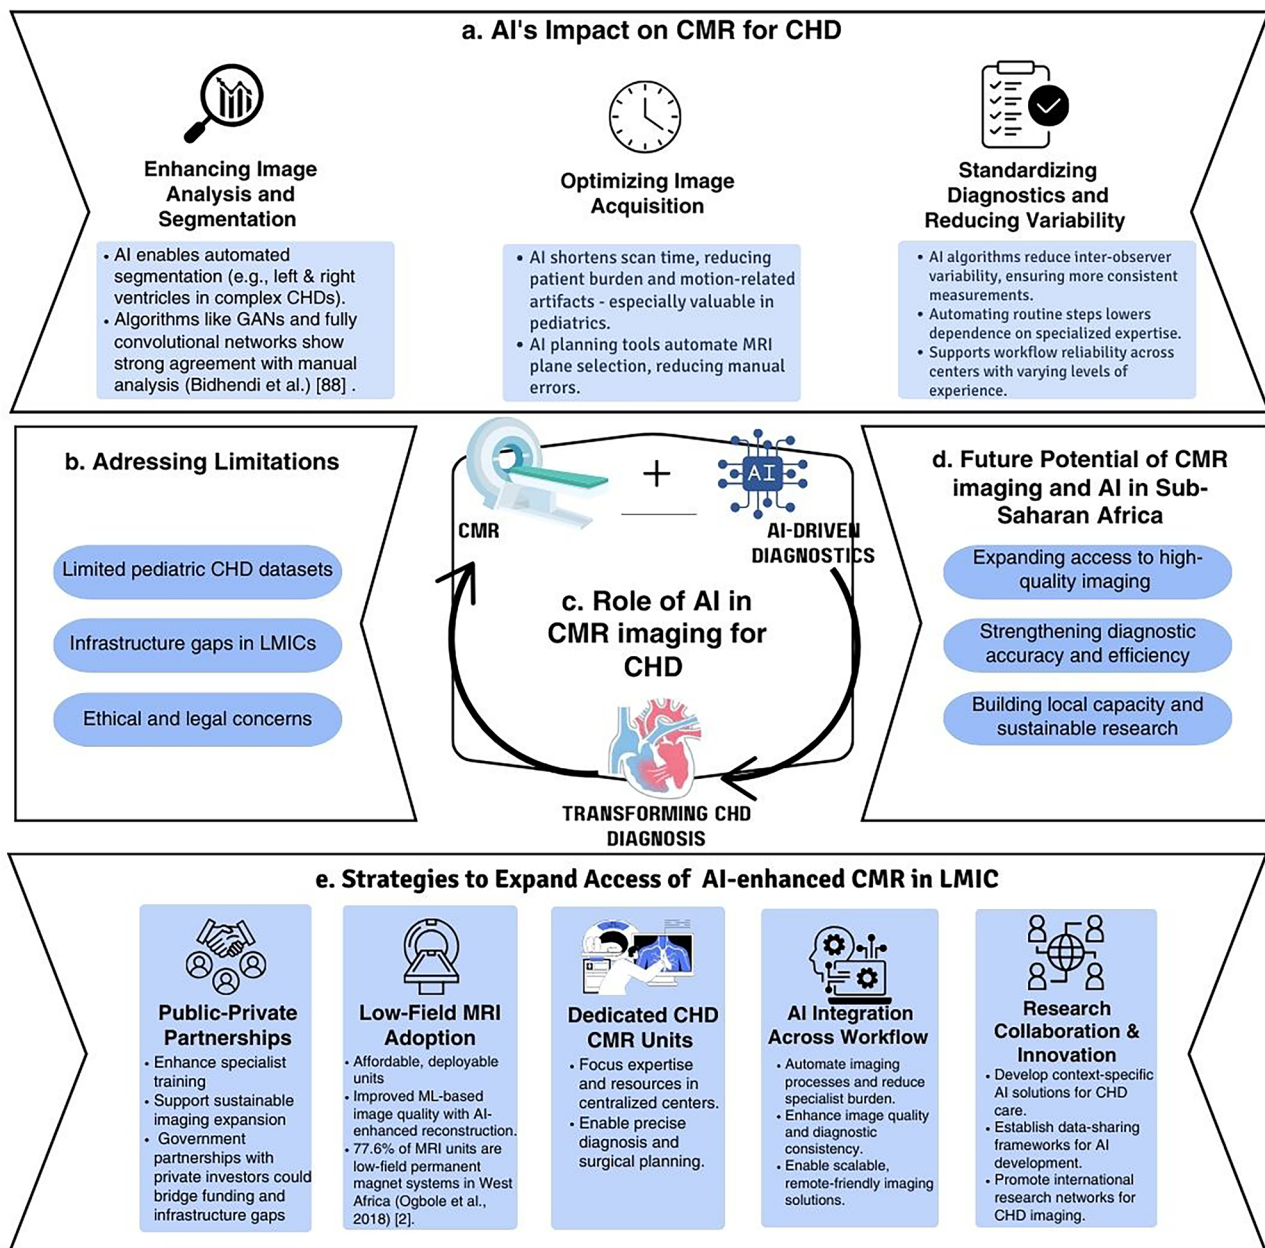 a. AI's Impact on CMR for CHD
Enhancing Image
Analysis and
Segmentation
• AI enables automated
segmentation (e.g., left & right
ventricles in complex CHDs).
• Algorithms like GANs and fully
convolutional networks show
strong agreement with manual
analysis (Bidhendi et al.) [88] .
Optimizing Image
Acquisition
• AI shortens scan time, reducing
patient burden and motion-related
artifacts - especially valuable in
pediatrics.
• AI planning tools automate MRI
plane selection, reducing manual
errors.
Standardizing
Diagnostics and
Reducing Variability
• AI algorithms reduce inter-observer
variability, ensuring more consistent
measurements.
• Automating routine steps lowers
dependence on specialized expertise.
• Supports workflow reliability across
centers with varying levels of
experience.
b. Adressing Limitations
Limited pediatric CHD datasets
Infrastructure gaps in LMICs
Ethical and legal concerns
+
AI
CMR
AI-DRIVEN
DIAGNOSTICS
c. Role of AI in
CMR imaging for
CHD
TRANSFORMING CHD
DIAGNOSIS
d. Future Potential of CMR
imaging and AI in Sub-
Saharan Africa
Expanding access to high-
quality imaging
Strengthening diagnostic
accuracy and efficiency
Building local capacity and
sustainable research
e. Strategies to Expand Access of AI-enhanced CMR in LMIC
Public-Private
Partnerships
• Enhance specialist
training
• Support sustainable
imaging expansion
• Government
partnerships with
private investors could
bridge funding and
infrastructure gaps
Low-Field MRI
Adoption
• Affordable, deployable
units
• Improved ML-based
image quality with AI-
enhanced reconstruction.
• 77.6% of MRI units are
low-field permanent
magnet systems in West
Africa (Ogbole et al.,
2018) [2].
Dedicated CHD
CMR Units
• Focus expertise
and resources in
centralized centers.
• Enable precise
diagnosis and
surgical planning.
AI Integration
Across Workflow
• Automate imaging
processes and reduce
specialist burden.
• Enhance image quality
and diagnostic
consistency.
• Enable scalable,
remote-friendly imaging
solutions.
Research
Collaboration &
Innovation
• Develop context-specific
AI solutions for CHD
care.
• Establish data-sharing
frameworks for AI
development.
• Promote international
research networks for
CHD imaging.